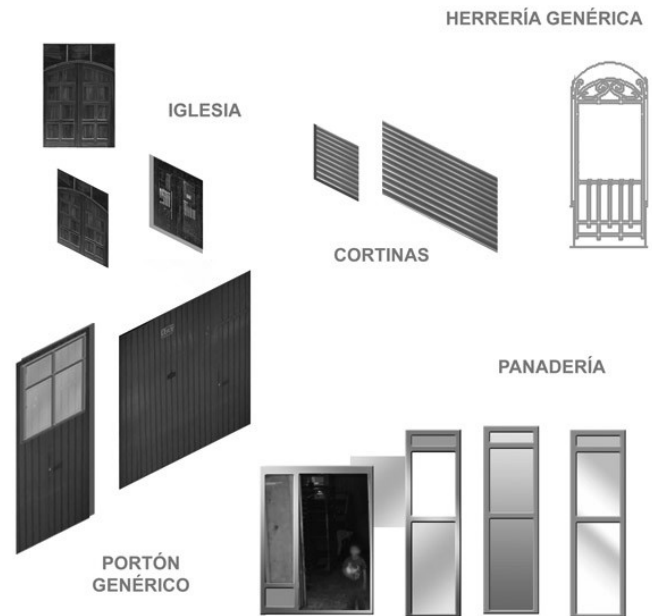 HERRERÍA GENÉRICA
IGLESIA
CORTINAS
PANADERÍA
PORTÓN
GENÉRICO